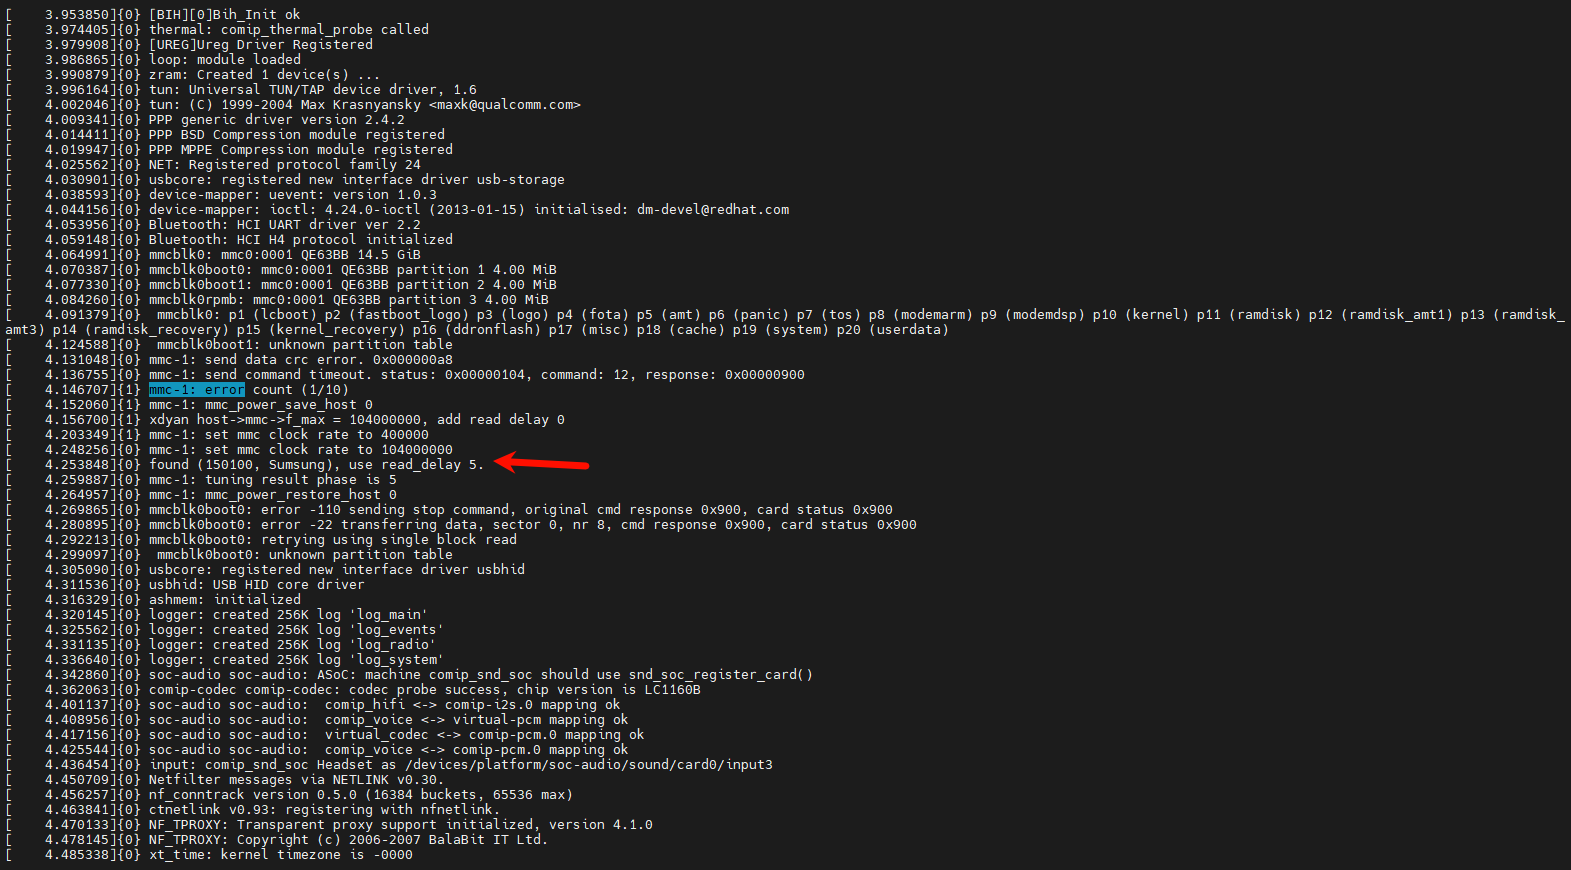 [    3.953850]{0} [BIH][0]Bih_Init ok
[    3.974405]{0} thermal: comip_thermal_probe called
[    3.979908]{0} [UREG]Ureg Driver Registered
[    3.986865]{0} loop: module loaded
[    3.990879]{0} zram: Created 1 device(s) ...
[    3.996164]{0} tun: Universal TUN/TAP device driver, 1.6
[    4.002046]{0} tun: (C) 1999-2004 Max Krasnyansky <maxk@qualcomm.com>
[    4.009341]{0} PPP generic driver version 2.4.2
[    4.014411]{0} PPP BSD Compression module registered
[    4.019947]{0} PPP MPPE Compression module registered
[    4.025562]{0} NET: Registered protocol family 24
[    4.030901]{0} usbcore: registered new interface driver usb-storage
[    4.038593]{0} device-mapper: uevent: version 1.0.3
[    4.044156]{0} device-mapper: ioctl: 4.24.0-ioctl (2013-01-15) initialised: dm-devel@redhat.com
[    4.053956]{0} Bluetooth: HCI UART driver ver 2.2
[    4.059148]{0} Bluetooth: HCI H4 protocol initialized
[    4.064991]{0} mmcblk0: mmc0:0001 QE63BB 14.5 GiB
[    4.070387]{0} mmcblk0boot0: mmc0:0001 QE63BB partition 1 4.00 MiB
[    4.077330]{0} mmcblk0boot1: mmc0:0001 QE63BB partition 2 4.00 MiB
[    4.084260]{0} mmcblk0rpmb: mmc0:0001 QE63BB partition 3 4.00 MiB
[    4.091379]{0}  mmcblk0: p1 (lcboot) p2 (fastboot_logo) p3 (logo) p4 (fota) p5 (amt) p6 (panic) p7 (tos) p8 (modemarm) p9 (modemdsp) p10 (kernel) p11 (ramdisk) p12 (ramdisk_amt1) p13 (ramdisk_
amt3) p14 (ramdisk_recovery) p15 (kernel_recovery) p16 (ddronflash) p17 (misc) p18 (cache) p19 (system) p20 (userdata)
[    4.124588]{0}  mmcblk0boot1: unknown partition table
[    4.131048]{0} mmc-1: send data crc error. 0x000000a8
[    4.136755]{0} mmc-1: send command timeout. status: 0x00000104, command: 12, response: 0x00000900
[    4.146707]{1} mmc-1: error count (1/10)
[    4.152060]{1} mmc-1: mmc_power_save_host 0
[    4.156700]{1} xdyan host->mmc->f_max = 104000000, add read delay 0
[    4.203349]{1} mmc-1: set mmc clock rate to 400000
[    4.248256]{0} mmc-1: set mmc clock rate to 104000000
[    4.253848]{0} found (150100, Sumsung), use read_delay 5.
[    4.259887]{0} mmc-1: tuning result phase is 5
[    4.264957]{0} mmc-1: mmc_power_restore_host 0
[    4.269865]{0} mmcblk0boot0: error -110 sending stop command, original cmd response 0x900, card status 0x900
[    4.280895]{0} mmcblk0boot0: error -22 transferring data, sector 0, nr 8, cmd response 0x900, card status 0x900
[    4.292213]{0} mmcblk0boot0: retrying using single block read
[    4.299097]{0}  mmcblk0boot0: unknown partition table
[    4.305090]{0} usbcore: registered new interface driver usbhid
[    4.311536]{0} usbhid: USB HID core driver
[    4.316329]{0} ashmem: initialized
[    4.320145]{0} logger: created 256K log 'log_main'
[    4.325562]{0} logger: created 256K log 'log_events'
[    4.331135]{0} logger: created 256K log 'log_radio'
[    4.336640]{0} logger: created 256K log 'log_system'
[    4.342860]{0} soc-audio soc-audio: ASoC: machine comip_snd_soc should use snd_soc_register_card()
[    4.362063]{0} comip-codec comip-codec: codec probe success, chip version is LC1160B
[    4.401137]{0} soc-audio soc-audio:  comip_hifi <-> comip-i2s.0 mapping ok
[    4.408956]{0} soc-audio soc-audio:  comip_voice <-> virtual-pcm mapping ok
[    4.417156]{0} soc-audio soc-audio:  virtual_codec <-> comip-pcm.0 mapping ok
[    4.425544]{0} soc-audio soc-audio:  comip_voice <-> comip-pcm.0 mapping ok
[    4.436454]{0} input: comip_snd_soc Headset as /devices/platform/soc-audio/sound/card0/input3
[    4.450709]{0} Netfilter messages via NETLINK v0.30.
[    4.456257]{0} nf_conntrack version 0.5.0 (16384 buckets, 65536 max)
[    4.463841]{0} ctnetlink v0.93: registering with nfnetlink.
[    4.470133]{0} NF_TPROXY: Transparent proxy support initialized, version 4.1.0
[    4.478145]{0} NF_TPROXY: Copyright (c) 2006-2007 BalaBit IT Ltd.
[    4.485338]{0} xt_time: kernel timezone is -0000